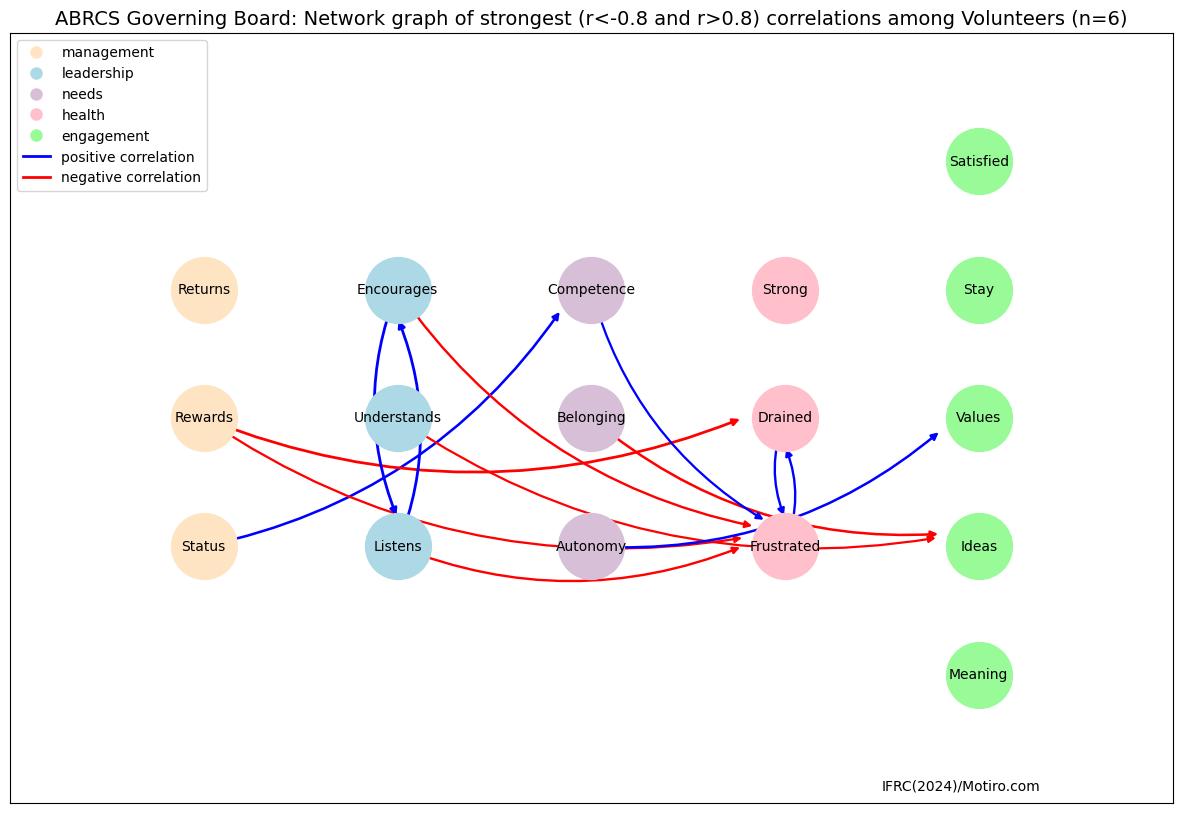 ABRCS Governing Board: Network graph of strongest (r<-0.8 and r>0.8) correlations among Volunteers (n=6)
management
leadership
needs
health
engagement
positive correlation
negative correlation
Satisfied
Returns
Encourages
Competence
Strong
Stay
Rewards
Understands
Belonging
Drained
Values
Status
Listens
Autonomy
Frustrated
Ideas
Meaning
IFRC(2024)/Motiro.com